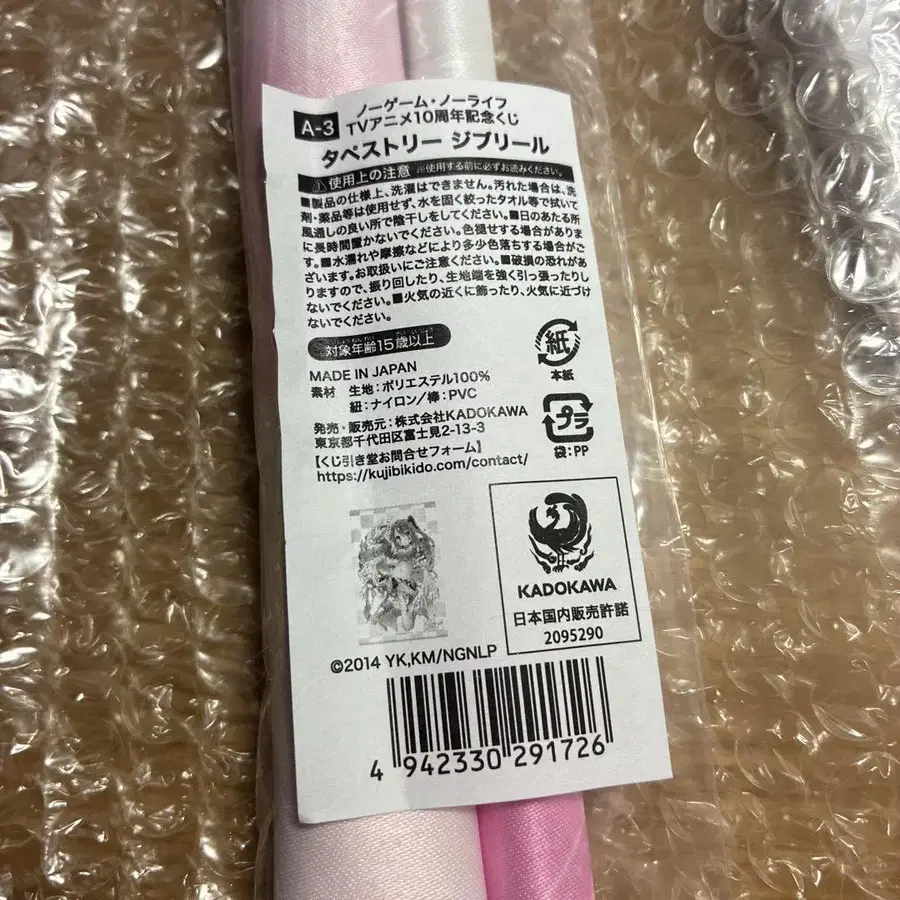 A-3
ノーゲーム・ノーライフ
TVアニメ10周年記念くじ
タペストリー ジブリール
使用上の注意 ※使用する前に必ずお読みください。
■製品の仕様上、洗濯はできません。汚れた場合は、洗
剤・薬品等は使用せず、水を固く絞ったタオル等で拭いて
風通しの良い所で陰干しをしてください。■日のあたる所
に長時間置かないでください。色褪せする場合がありま
す。■水濡れや摩擦などにより多少色落ちする場合がご
ざいます。お取扱いにご注意ください。■破損の恐れがあ
りますので、振り回したり、生地端を強く引っ張ったりし
ないでください。■火気の近くに飾ったり、火気に近づけ
ないでください。
対象年齢15歳以上
MADE IN JAPAN
素材 生地:ポリエステル100%
紐:ナイロン/棒:PVC
発売・販売元:株式会社KADOKAWA
東京都千代田区富士見2-13-3
【くじ引き堂お問合せフォーム】
https://kujibikido.com/contact/
紙
本紙
プラ
袋:PP
KADOKAWA
日本国内販売許諾
2095290
©2014 YK,KM/NGNLP
4 942330 291726